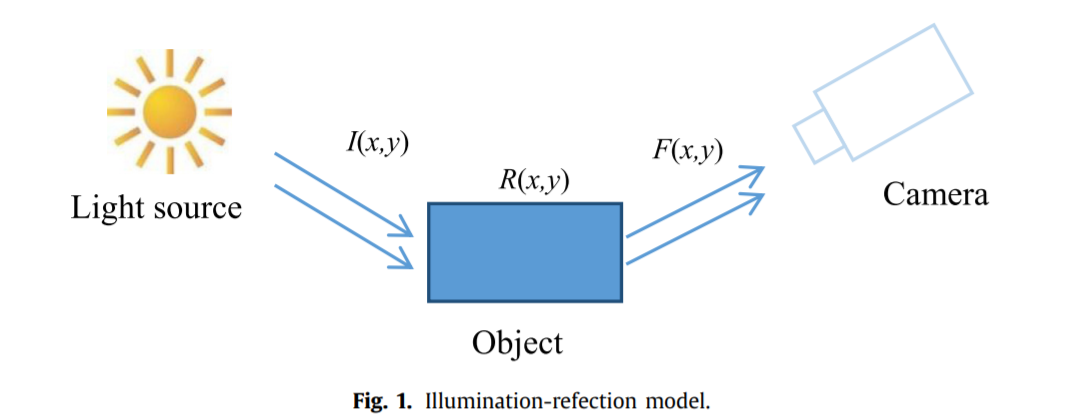 I(x,y)
F(x,y)
R(x,y)
Light source
Camera
Object
Fig. 1. Illumination-refection model.